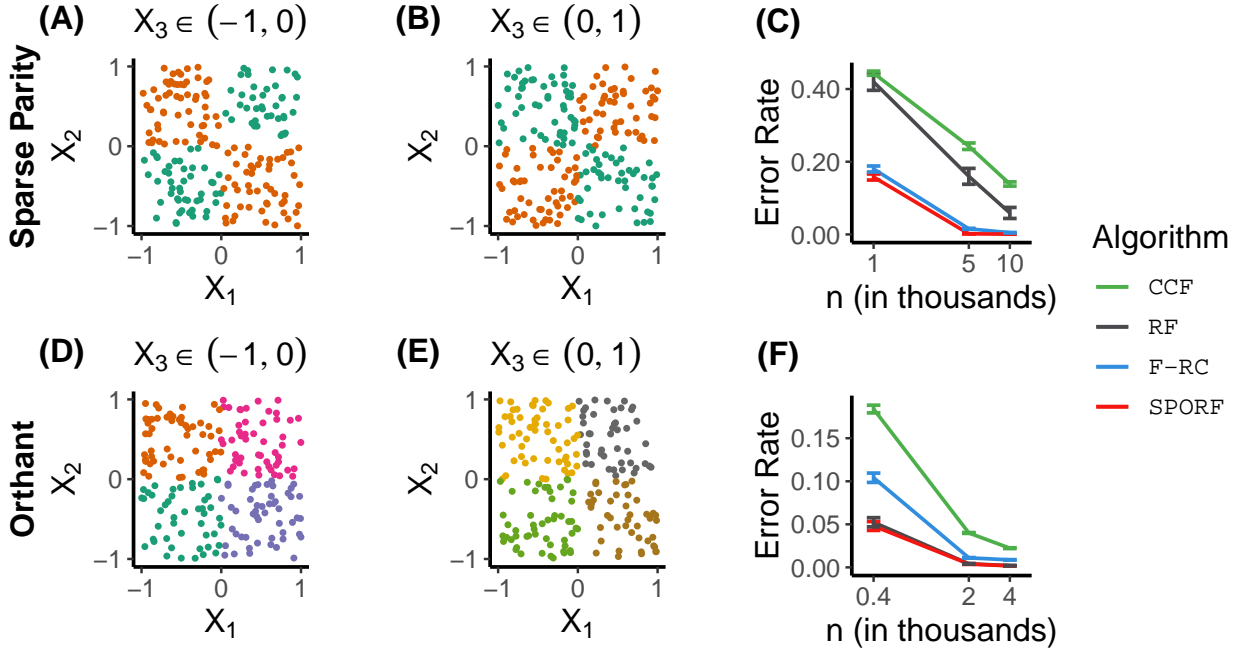 (A) X3 ∈ (−1, 0)
(B) X3 ∈ (0, 1)
(C)
Sparse Parity
X2
1
0
−1
−1 0 1
X1
X2
1
0
−1
−1 0 1
X1
Error Rate
0.40
0.20
0.00
1 5 10
n (in thousands)
Algorithm
CCF
RF
F-RC
SPORF
(D) X3 ∈ (−1, 0)
(E) X3 ∈ (0, 1)
(F)
Orthant
X2
1
0
−1
−1 0 1
X1
X2
1
0
−1
−1 0 1
X1
Error Rate
0.15
0.10
0.05
0.00
0.4 2 4
n (in thousands)